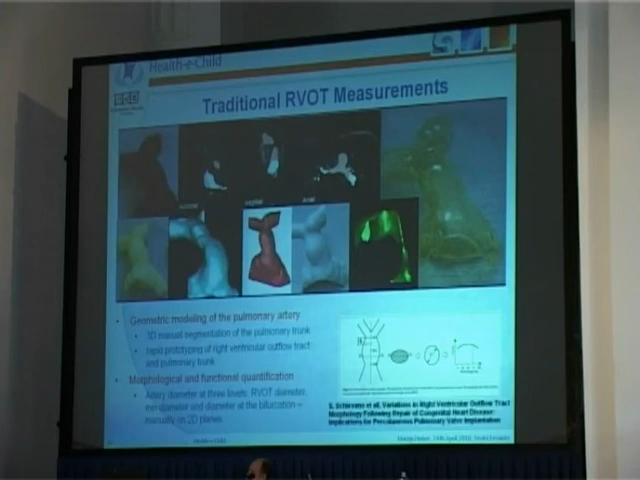 Health-e-Child
Traditional RVOT Measurements
• Geometric modeling of the pulmonary artery
• 3D manual segmentation of the pulmonary trunk
• rapid prototyping of right ventricular outflow tract
and pulmonary trunk
• Morphological and functional quantification
• Artery diameter at three levels: RVOT diameter,
and diameter at the bifurcation –
manually on 2D planes
S. Schievano et all, Variations in Right Ventricular Outflow Tract
Morphology Following Repair of Congenital Heart Disease:
Implications for Percutaneous Pulmonary Valve Implantation
Health-e-Child